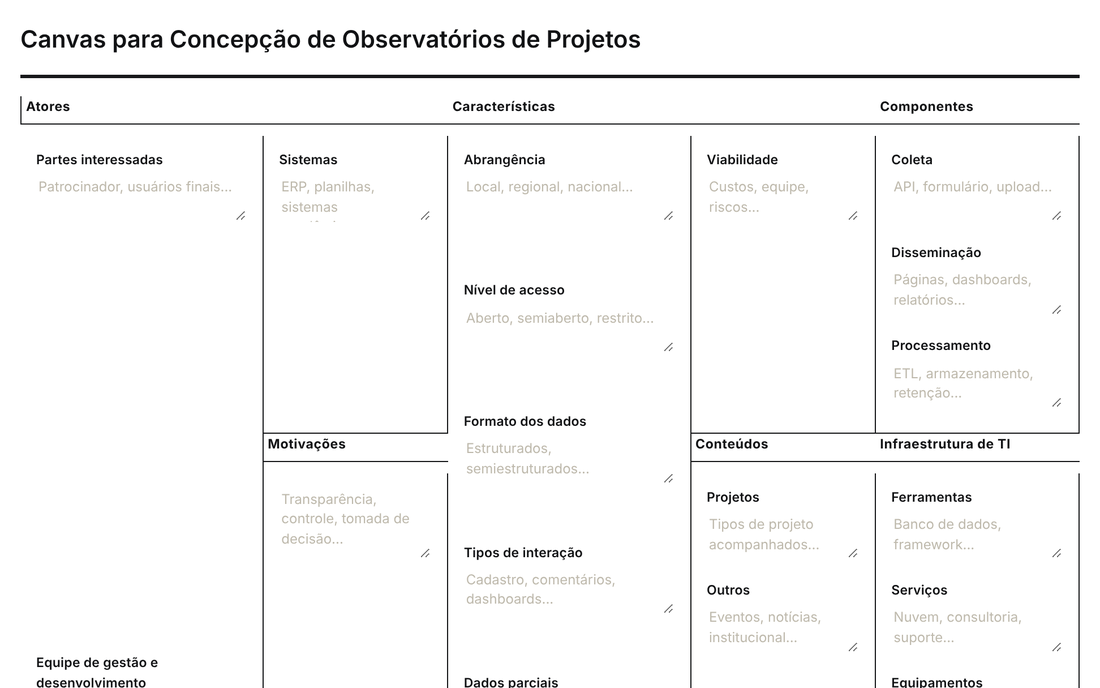 Canvas para Concepção de Observatórios de Projetos
Atores
Características
Componentes
Partes interessadas
Patrocinador, usuários finais...
Sistemas
ERP, planilhas,
sistemas
Abrangência
Local, regional, nacional...
Viabilidade
Custos, equipe,
riscos...
Coleta
API, formulário, upload...
Disseminação
Páginas, dashboards,
relatórios...
Nível de acesso
Aberto, semiaberto, restrito...
Processamento
ETL, armazenamento,
retenção...
Formato dos dados
Estruturados,
semiestruturados...
Motivações
Transparência,
controle, tomada de
decisão...
Conteúdos
Infraestrutura de TI
Projetos
Tipos de projeto
acompanhados...
Ferramentas
Banco de dados,
framework...
Tipos de interação
Cadastro, comentários,
dashboards...
Outros
Eventos, notícias,
institucional...
Serviços
Nuvem, consultoria,
suporte...
Equipe de gestão e
desenvolvimento
Dados parciais
Equipamentos